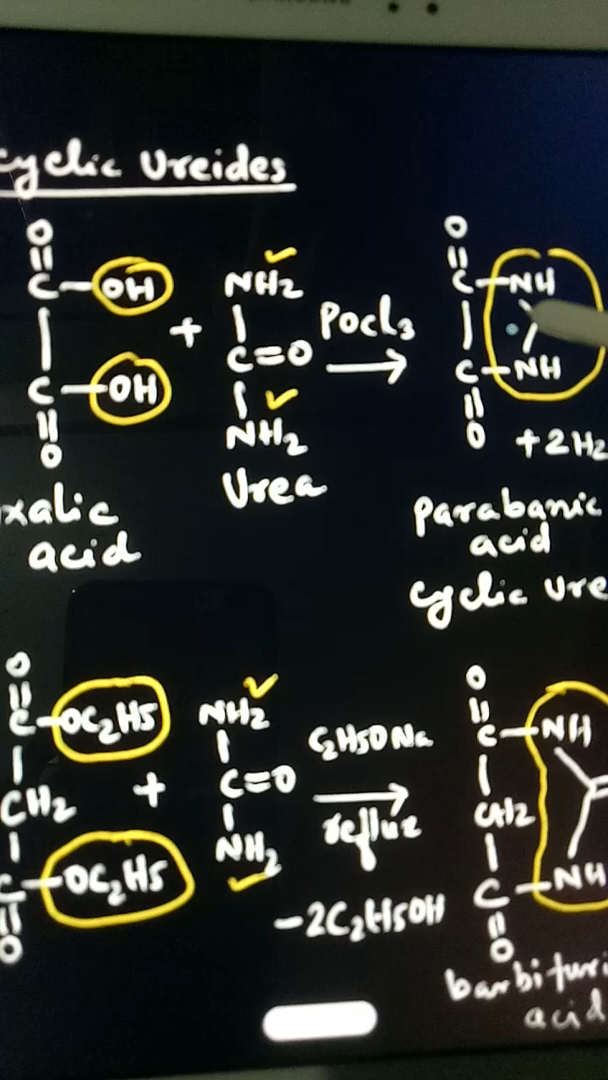 cyclic Ureides
O
||
C-OH
|
C-OH
||
O
+
NH2
|
C=O
|
NH2
Urea
POCl3
O
||
C-NH
|
C-NH
||
O
+2H2
xalic
acid
Parabanic
acid
cyclic Ure
O
||
C-OC2H5
|
CH2
|
C-OC2H5
||
O
+
NH2
|
C=O
|
NH2
C2H5ONa
reflux
-2C2H5OH
O
||
C-NH
|
CH2
|
C-NH
||
O
barbituri
acid